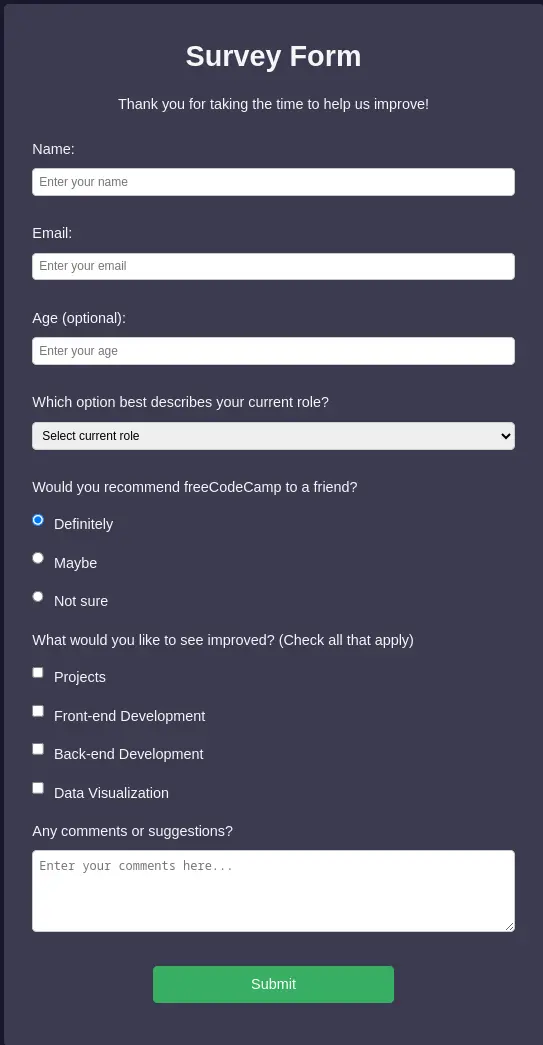 Survey Form
Thank you for taking the time to help us improve!
Name:
Enter your name
Email:
Enter your email
Age (optional):
Enter your age
Which option best describes your current role?
Select current role
Would you recommend freeCodeCamp to a friend?
Definitely
Maybe
Not sure
What would you like to see improved? (Check all that apply)
Projects
Front-end Development
Back-end Development
Data Visualization
Any comments or suggestions?
Enter your comments here...
Submit